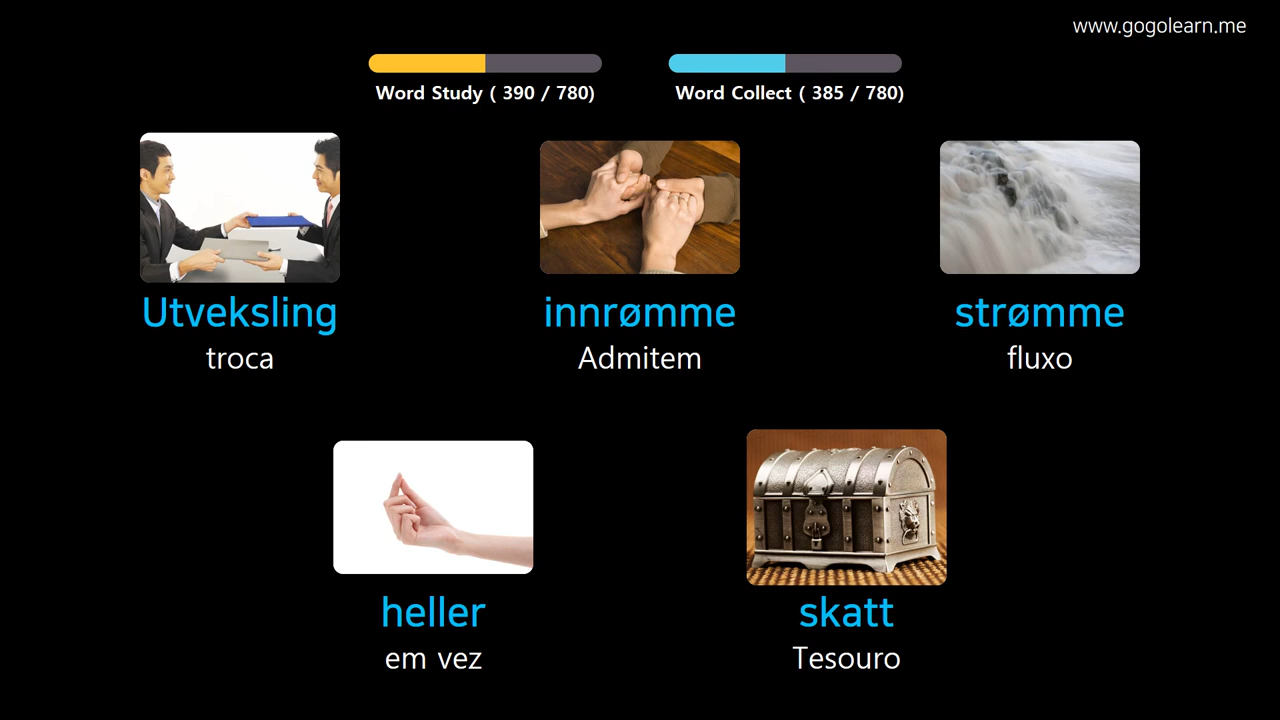 www.gogolearn.me
Word Study ( 390 / 780)
Word Collect ( 385 / 780)
Utveksling
troca
innrømme
Admitem
strømme
fluxo
heller
em vez
skatt
Tesouro